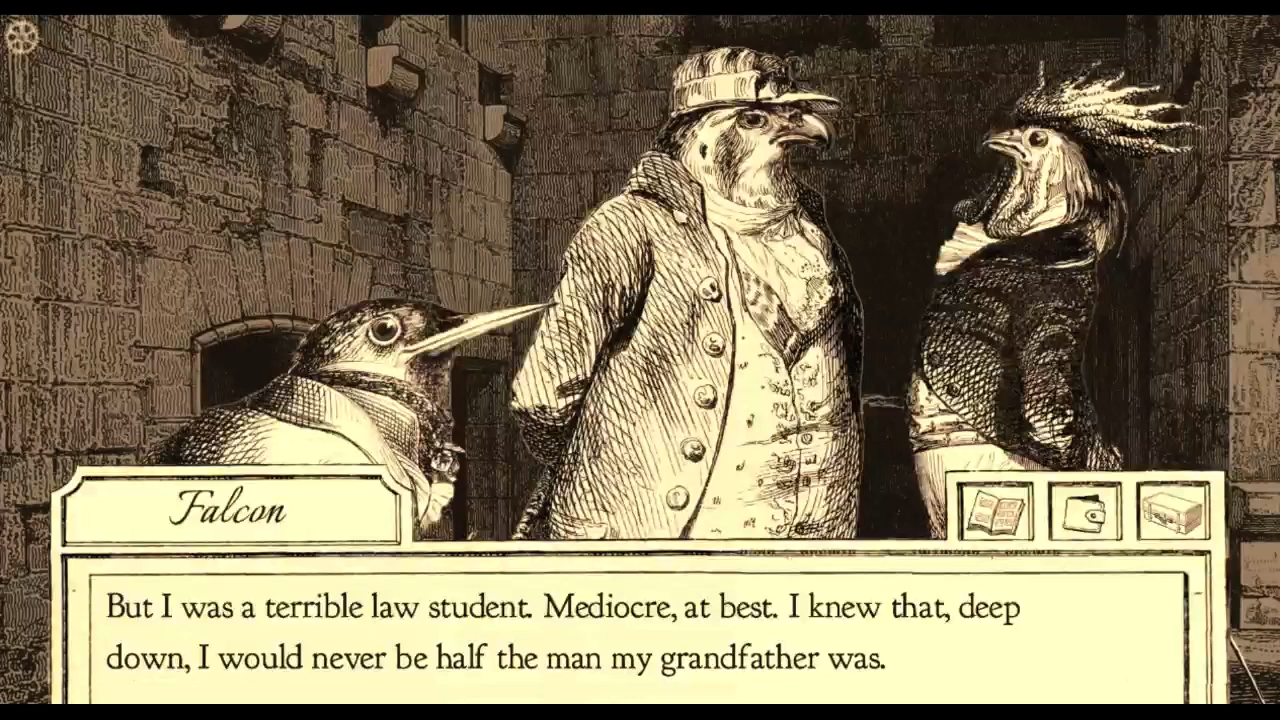 Falcon
But I was a terrible law student. Mediocre, at best. I knew that, deep
down, I would never be half the man my grandfather was.